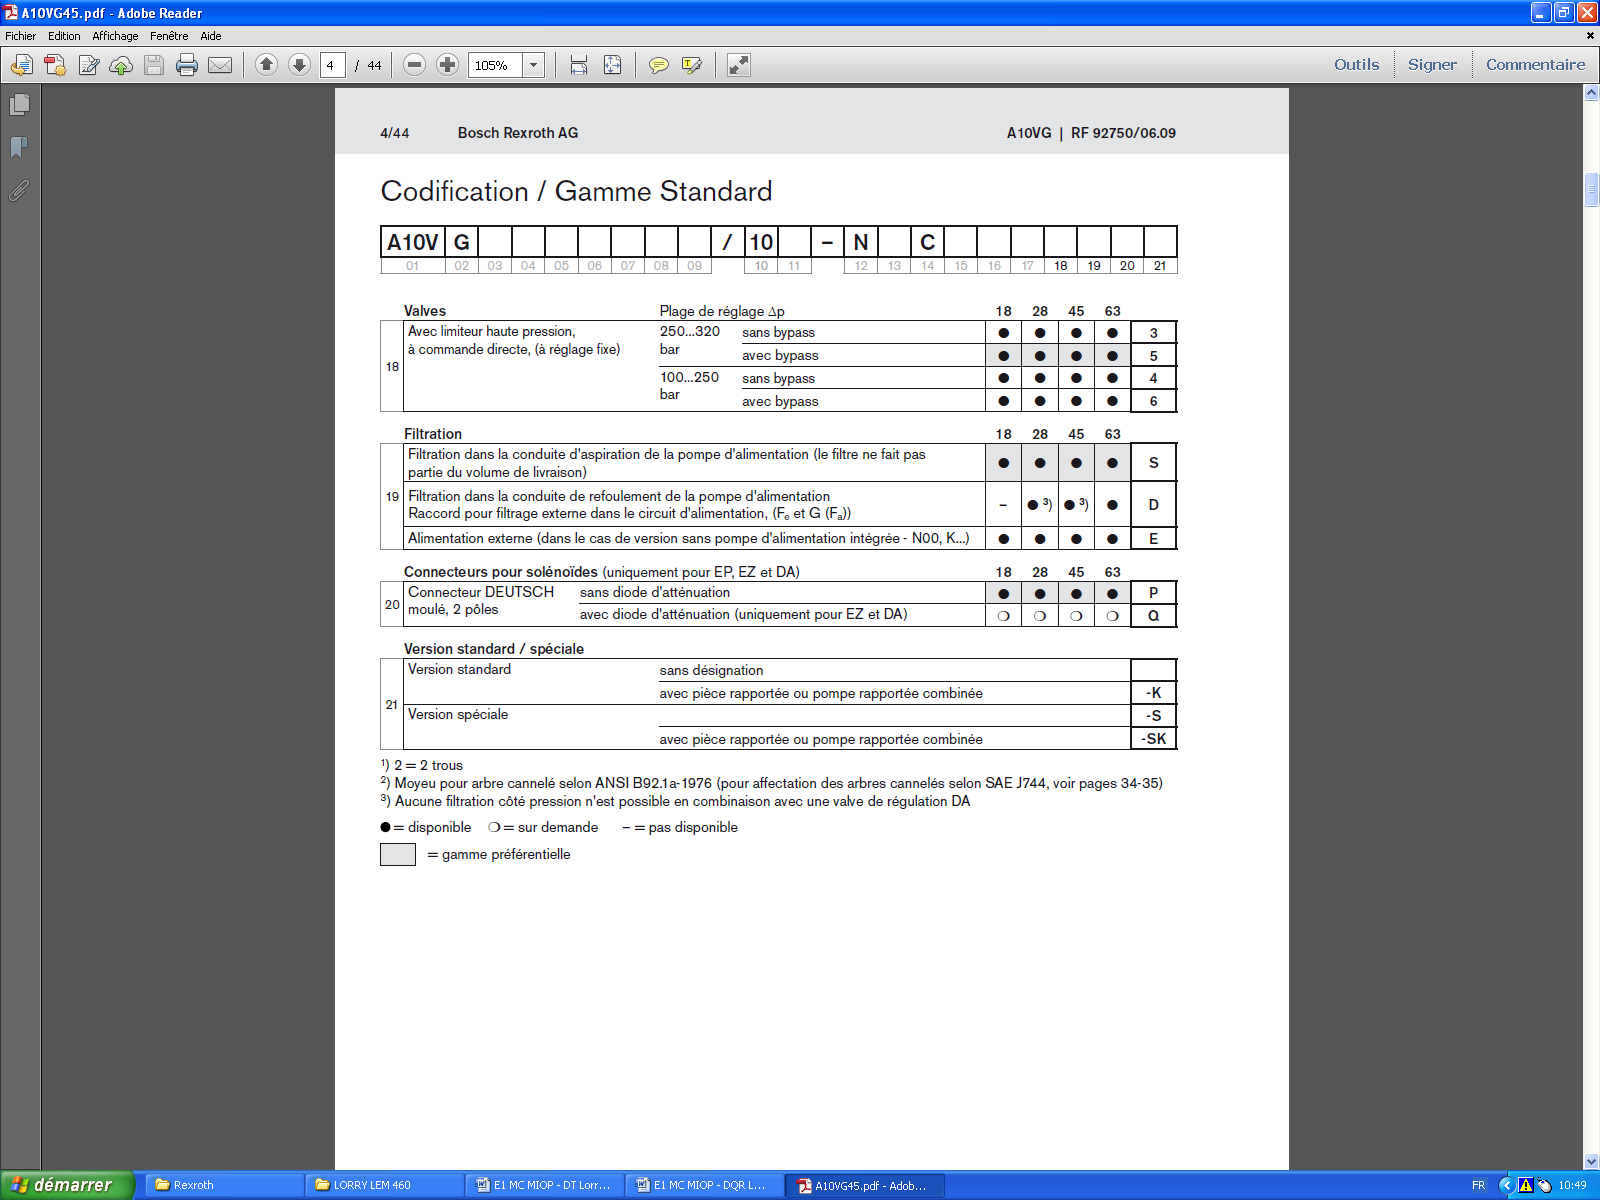 A10VG45.pdf - Adobe Reader
Fichier Edition Affichage Fenêtre Aide
4 / 44 105% Outils Signer Commentaire
4/44 Bosch Rexroth AG A10VG | RF 92750/06.09
Codification / Gamme Standard
A10V G / 10 – N C
01 02 03 04 05 06 07 08 09 10 11 12 13 14 15 16 17 18 19 20 21
Valves Plage de réglage Δp 18 28 45 63
18 Avec limiteur haute pression, 250...320 sans bypass ● ● ● ● 3
à commande directe, (à réglage fixe) bar avec bypass ● ● ● ● 5
100...250 sans bypass ● ● ● ● 4
bar avec bypass ● ● ● ● 6
Filtration 18 28 45 63
19 Filtration dans la conduite d'aspiration de la pompe d'alimentation (le filtre ne fait pas
partie du volume de livraison) ● ● ● ● S
Filtration dans la conduite de refoulement de la pompe d'alimentation
Raccord pour filtrage externe dans le circuit d'alimentation, (Fe et G (Fa)) – ● ³) ● ³) ● D
Alimentation externe (dans le cas de version sans pompe d'alimentation intégrée - N00, K...) ● ● ● ● E
Connecteurs pour solénoïdes (uniquement pour EP, EZ et DA) 18 28 45 63
20 Connecteur DEUTSCH sans diode d'atténuation ● ● ● ● P
moulé, 2 pôles avec diode d'atténuation (uniquement pour EZ et DA) ❍ ❍ ❍ ❍ Q
Version standard / spéciale
21 Version standard sans désignation
avec pièce rapportée ou pompe rapportée combinée -K
Version spéciale -S
avec pièce rapportée ou pompe rapportée combinée -SK
¹) 2 = 2 trous
²) Moyeu pour arbre cannelé selon ANSI B92.1a-1976 (pour affectation des arbres cannelés selon SAE J744, voir pages 34-35)
³) Aucune filtration côté pression n'est possible en combinaison avec une valve de régulation DA
● = disponible ❍ = sur demande – = pas disponible
= gamme préférentielle
démarrer Rexroth LORRY LEM 460 E1 MC MIOP - DT Lorr... E1 MC MIOP - DQR L... A10VG45.pdf - Adob... FR 10:49